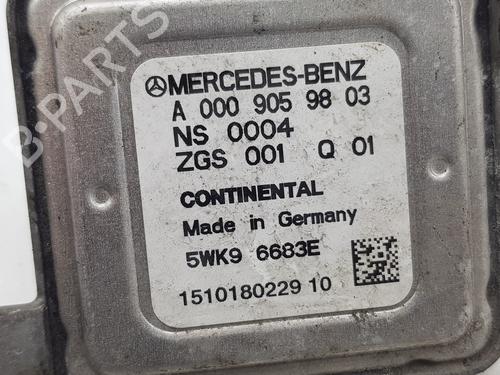 B-PARTS
MERCEDES-BENZ
A 000 905 98 03
NS 0004
ZGS 001 Q 01
CONTINENTAL
Made in Germany
5WK9 6683E
1510180229 10